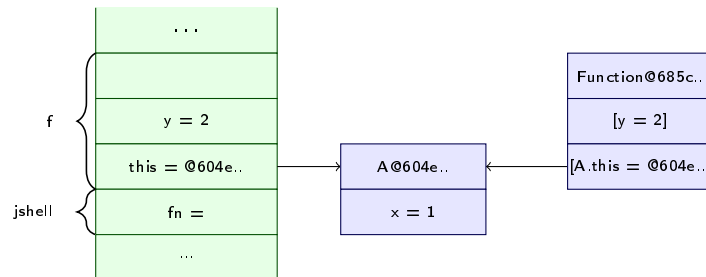 ...
f
y = 2
this = @604e..
jshell
fn =
...
A@604e..
x = 1
Function@685c..
[y = 2]
[A.this = @604e..